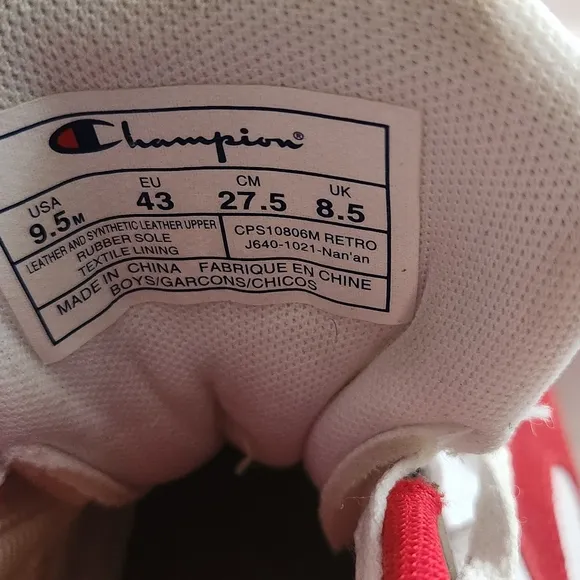 Champion®
USA EU CM UK
9.5M 43 27.5 8.5
LEATHER AND SYNTHETIC LEATHER UPPER
RUBBER SOLE
TEXTILE LINING
CPS10806M RETRO
J640-1021-Nan'an
MADE IN CHINA FABRIQUE EN CHINE
BOYS/GARCONS/CHICOS